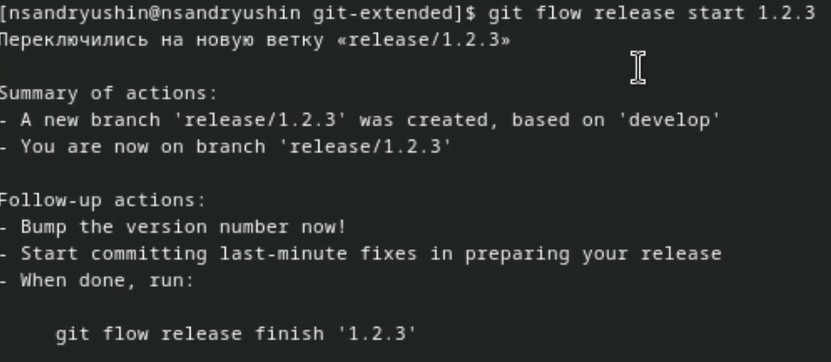 [nsandryushin@nsandryushin git-extended]$ git flow release start 1.2.3
Переключились на новую ветку «release/1.2.3»
Summary of actions:
- A new branch 'release/1.2.3' was created, based on 'develop'
- You are now on branch 'release/1.2.3'
Follow-up actions:
- Bump the version number now!
- Start committing last-minute fixes in preparing your release
- When done, run:
git flow release finish '1.2.3'